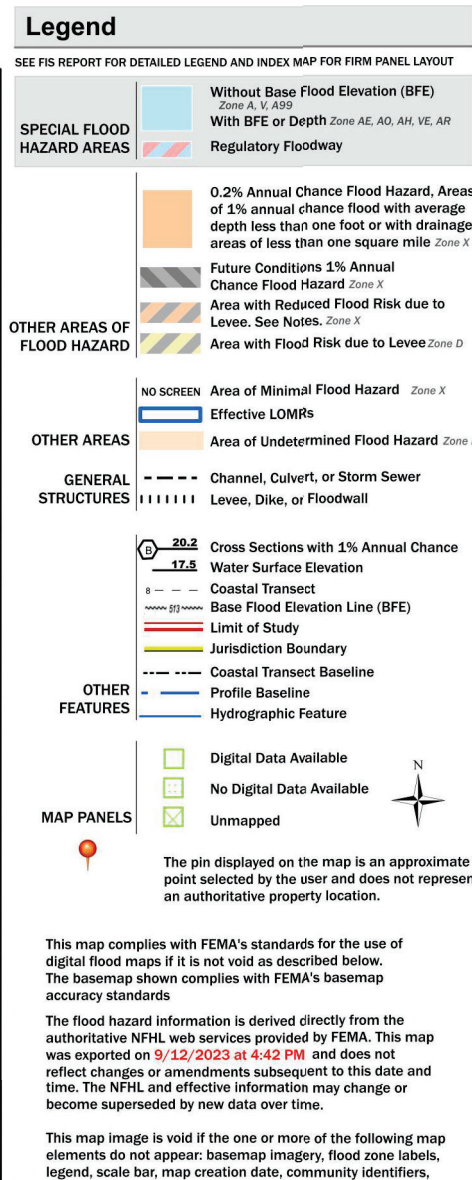 Legend
SEE FIS REPORT FOR DETAILED LEGEND AND INDEX MAP FOR FIRM PANEL LAYOUT
SPECIAL FLOOD
HAZARD AREAS
Without Base Flood Elevation (BFE)
Zone A, V, A99
With BFE or Depth Zone AE, AO, AH, VE, AR
Regulatory Floodway
OTHER AREAS OF
FLOOD HAZARD
0.2% Annual Chance Flood Hazard, Areas
of 1% annual chance flood with average
depth less than one foot or with drainage
areas of less than one square mile Zone X
Future Conditions 1% Annual
Chance Flood Hazard Zone X
Area with Reduced Flood Risk due to
Levee. See Notes. Zone X
Area with Flood Risk due to Levee Zone D
OTHER AREAS
NO SCREEN Area of Minimal Flood Hazard Zone X
Effective LOMRs
Area of Undetermined Flood Hazard Zone
GENERAL
STRUCTURES
Channel, Culvert, or Storm Sewer
Levee, Dike, or Floodwall
OTHER
FEATURES
B 20.2 Cross Sections with 1% Annual Chance
17.5 Water Surface Elevation
8 Coastal Transect
513 Base Flood Elevation Line (BFE)
Limit of Study
Jurisdiction Boundary
Coastal Transect Baseline
Profile Baseline
Hydrographic Feature
MAP PANELS
Digital Data Available
No Digital Data Available
Unmapped
N
The pin displayed on the map is an approximate
point selected by the user and does not represen
an authoritative property location.
This map complies with FEMA's standards for the use of
digital flood maps if it is not void as described below.
The basemap shown complies with FEMA's basemap
accuracy standards
The flood hazard information is derived directly from the
authoritative NFHL web services provided by FEMA. This map
was exported on 9/12/2023 at 4:42 PM and does not
reflect changes or amendments subsequent to this date and
time. The NFHL and effective information may change or
become superseded by new data over time.
This map image is void if the one or more of the following map
elements do not appear: basemap imagery, flood zone labels,
legend, scale bar, map creation date, community identifiers,